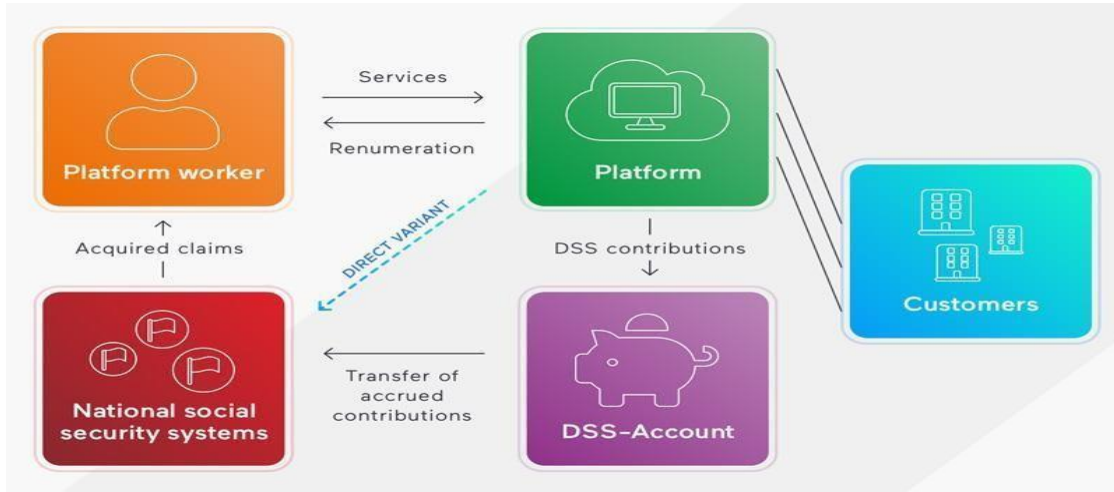 Services
Renumeration
Platform worker
Platform
DIRECT VARIANT
Acquired claims
DSS contributions
Customers
Transfer of
accrued
contributions
National social
security systems
DSS-Account